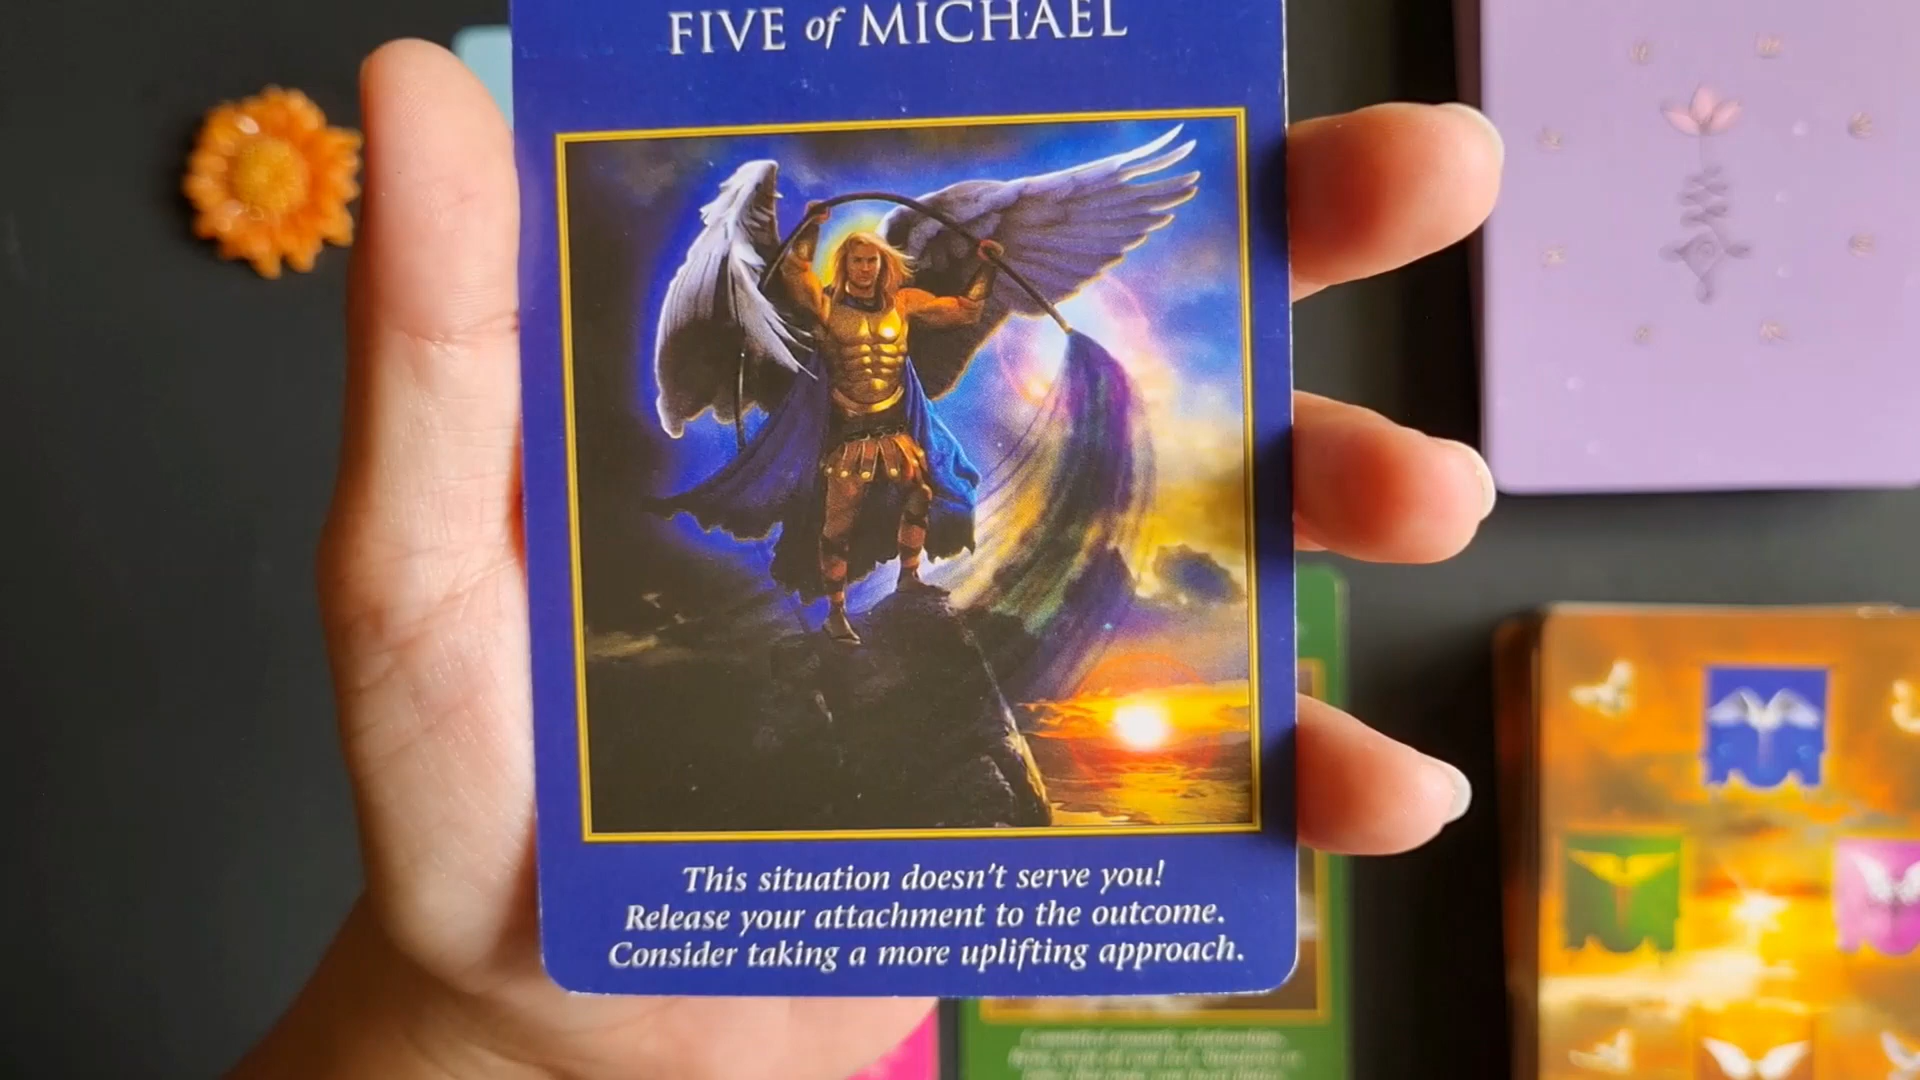 FIVE of MICHAEL
This situation doesn't serve you!
Release your attachment to the outcome.
Consider taking a more uplifting approach.